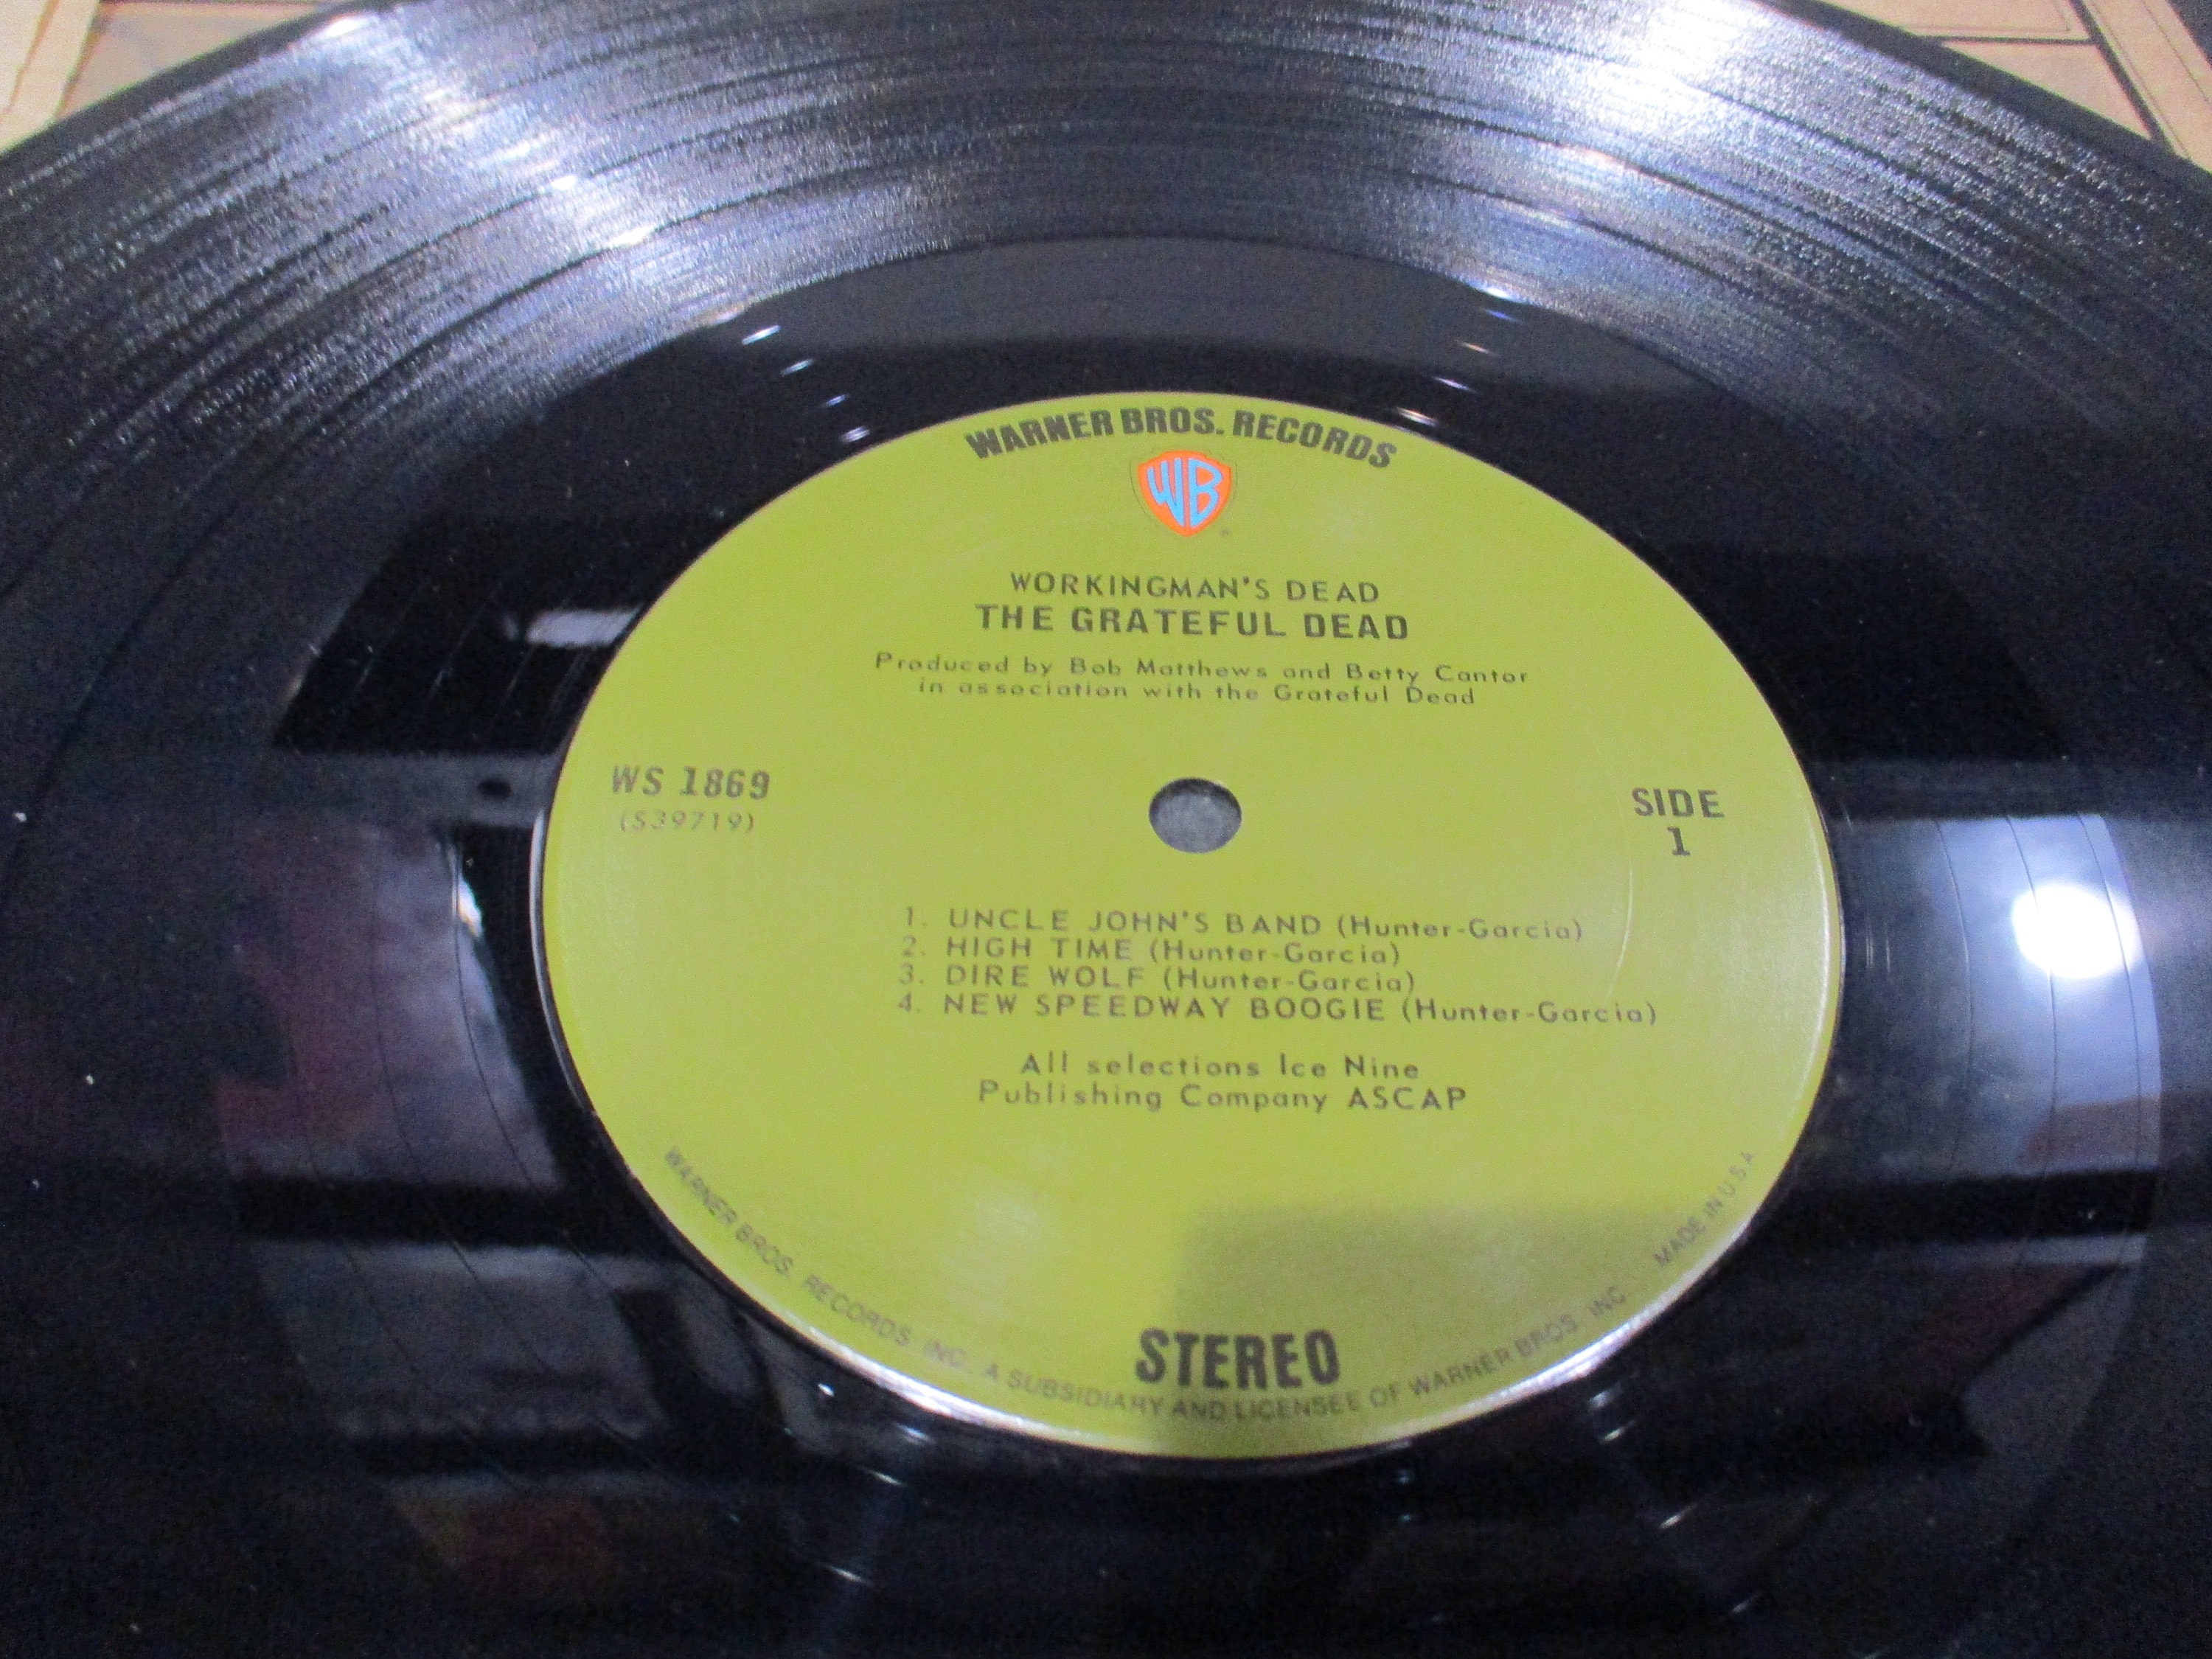 WARNER BROS. RECORDS
WB
WORKINGMAN'S DEAD
THE GRATEFUL DEAD
Produced by Bob Matthews and Betty Cantor
in association with the Grateful Dead
WS 1869
(S39719)
SIDE
1
1. UNCLE JOHN'S BAND (Hunter-Garcia)
2. HIGH TIME (Hunter-Garcia)
3. DIRE WOLF (Hunter-Garcia)
4. NEW SPEEDWAY BOOGIE (Hunter-Garcia)
All selections Ice Nine
Publishing Company ASCAP
STEREO
WARNER BROS. RECORDS, INC., A SUBSIDIARY AND LICENSEE OF WARNER BROS. INC. MADE IN U.S.A.